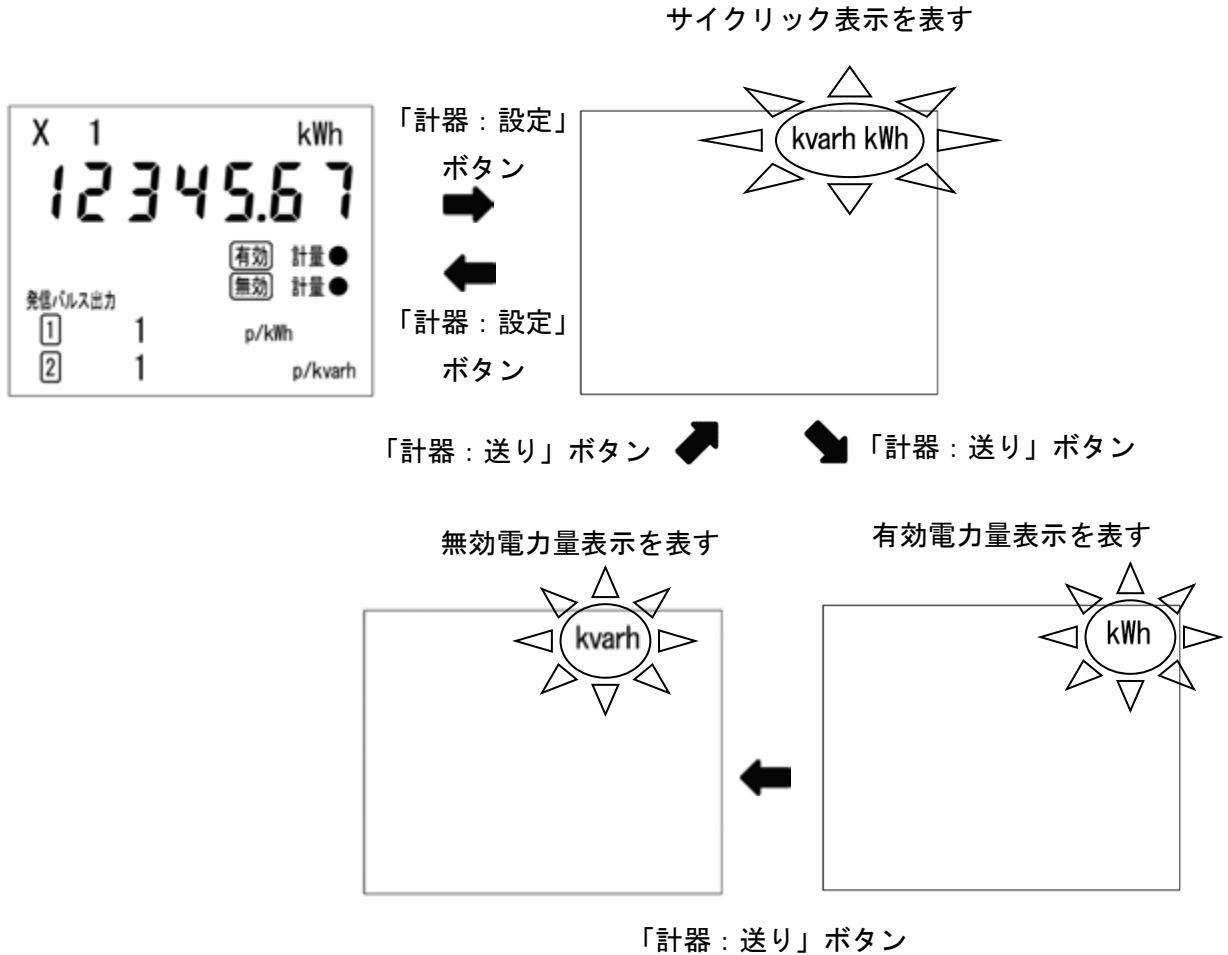 サイクリック表示を表す
X 1 kWh
12345.67
有効 計量●
無効 計量●
発信パルス出力
1 1 p/kWh
2 1 p/kvarh
「計器：設定」
ボタン
「計器：設定」
ボタン
kvarh kWh
「計器：送り」ボタン
「計器：送り」ボタン
無効電力量表示を表す
有効電力量表示を表す
kvarh
kWh
「計器：送り」ボタン